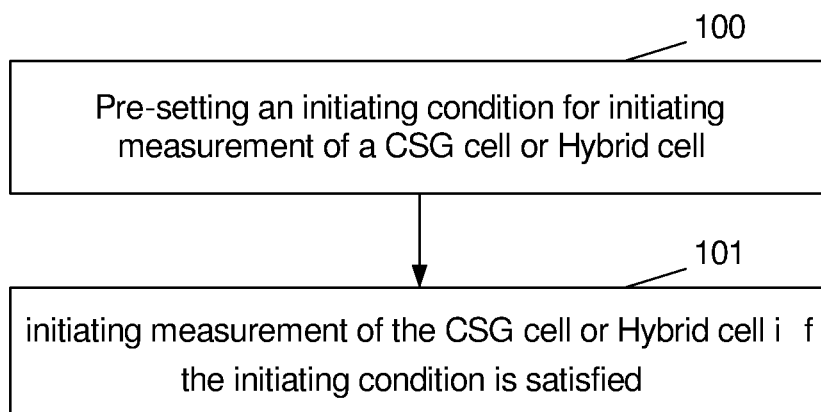 100
Pre-setting an initiating condition for initiating
measurement of a CSG cell or Hybrid cell
101
initiating measurement of the CSG cell or Hybrid cell i f
the initiating condition is satisfied